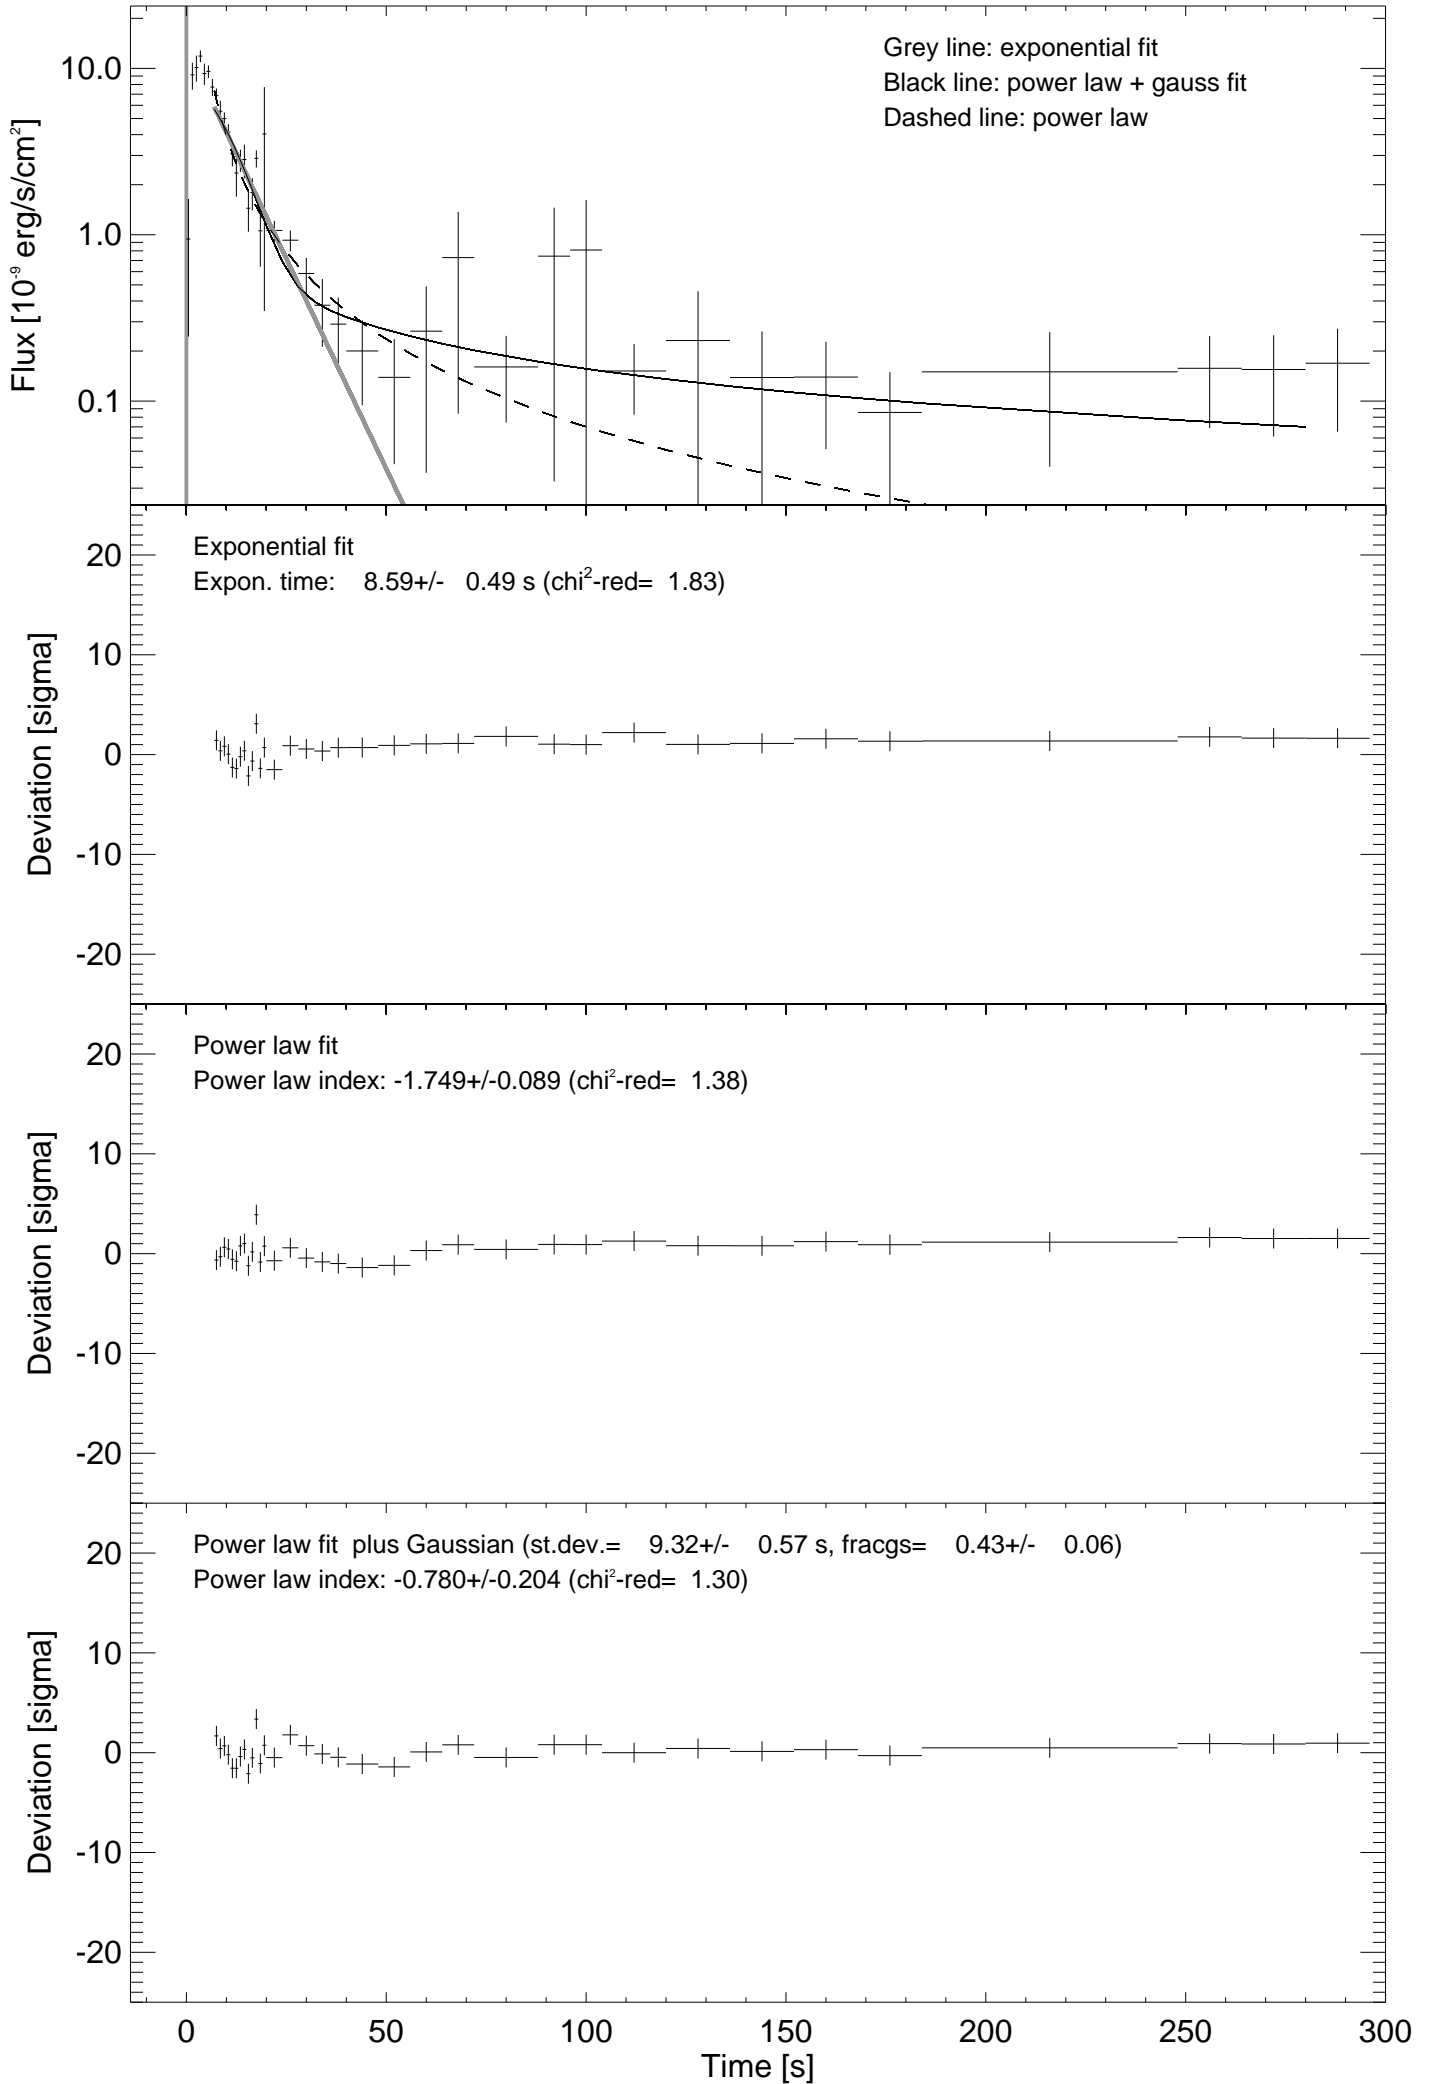 Grey line: exponential fit
Black line: power law + gauss fit
Dashed line: power law
10.0
1.0
0.1
Flux [10⁻⁹ erg/s/cm²]
Exponential fit
Expon. time: 8.59+/- 0.49 s (chi²-red= 1.83)
20
10
0
-10
-20
Deviation [sigma]
Power law fit
Power law index: -1.749+/-0.089 (chi²-red= 1.38)
20
10
0
-10
-20
Deviation [sigma]
Power law fit plus Gaussian (st.dev.= 9.32+/- 0.57 s, fracgs= 0.43+/- 0.06)
Power law index: -0.780+/-0.204 (chi²-red= 1.30)
20
10
0
-10
-20
Deviation [sigma]
0 50 100 150 200 250 300
Time [s]